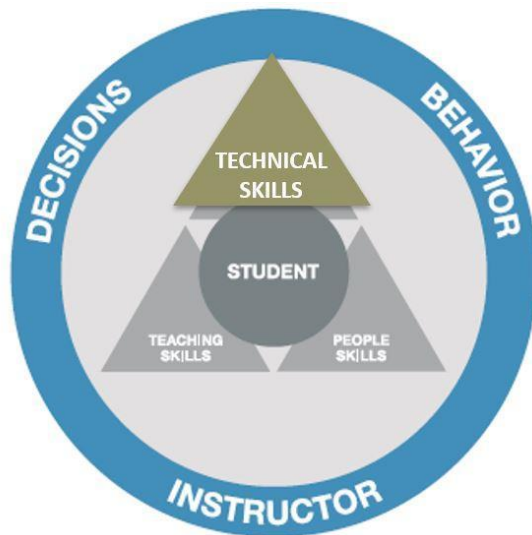 DECISIONS
BEHAVIOR
TECHNICAL
SKILLS
STUDENT
TEACHING
SKILLS
PEOPLE
SKILLS
INSTRUCTOR